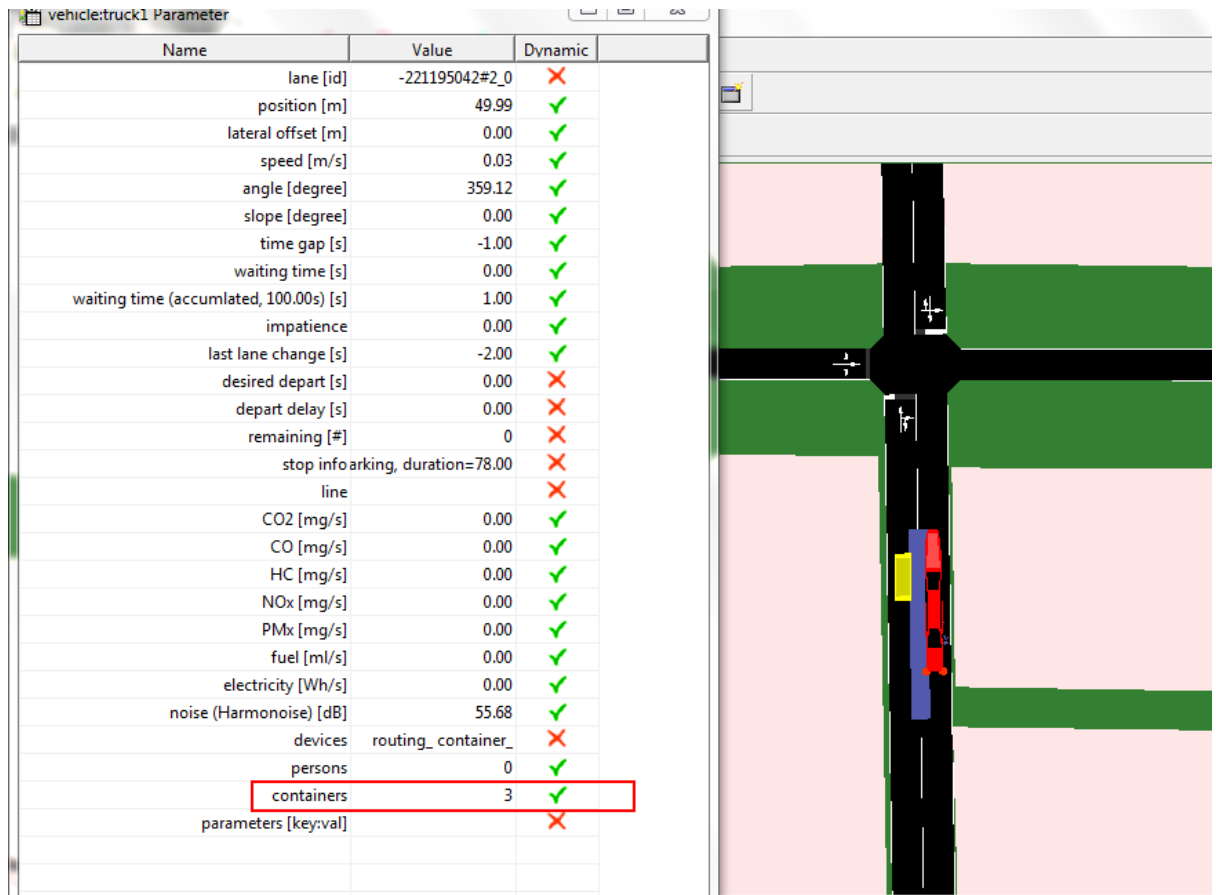 vehicle:truck1 Parameter
Name Value Dynamic
lane [id] -221195042#2_0
position [m] 49.99
lateral offset [m] 0.00
speed [m/s] 0.03
angle [degree] 359.12
slope [degree] 0.00
time gap [s] -1.00
waiting time [s] 0.00
waiting time (accumlated, 100.00s) [s] 1.00
impatience 0.00
last lane change [s] -2.00
desired depart [s] 0.00
depart delay [s] 0.00
remaining [#] 0
stop info arking, duration=78.00
line
CO2 [mg/s] 0.00
CO [mg/s] 0.00
HC [mg/s] 0.00
NOx [mg/s] 0.00
PMx [mg/s] 0.00
fuel [ml/s] 0.00
electricity [Wh/s] 0.00
noise (Harmonoise) [dB] 55.68
devices routing_ container_
persons 0
containers 3
parameters [key:val]